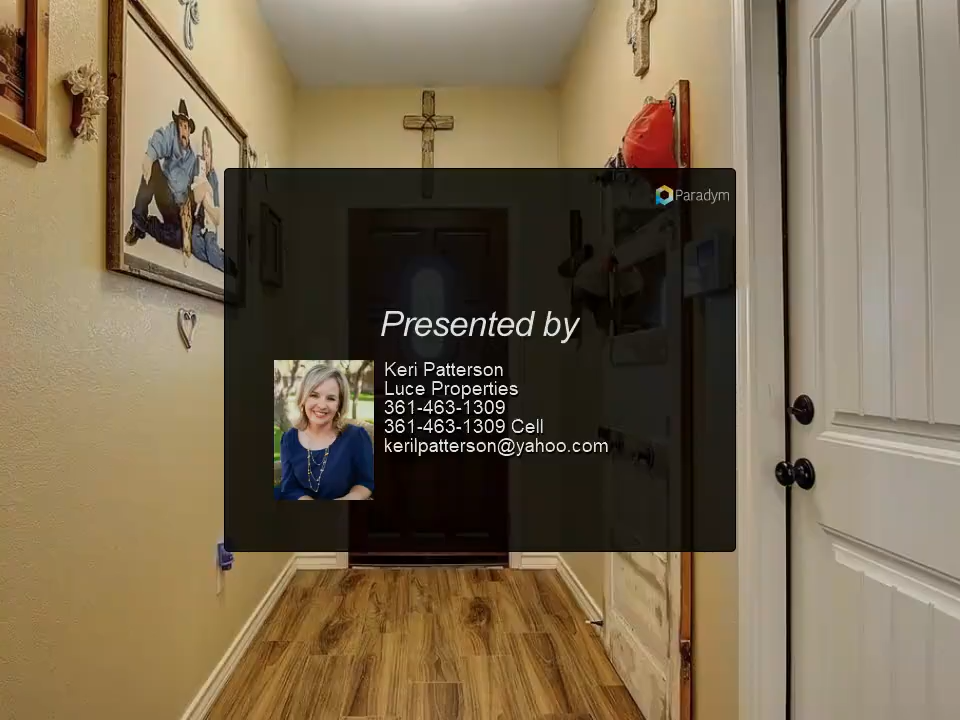 Paradym
Presented by
Keri Patterson
Luce Properties
361-463-1309
361-463-1309 Cell
kerilpatterson@yahoo.com